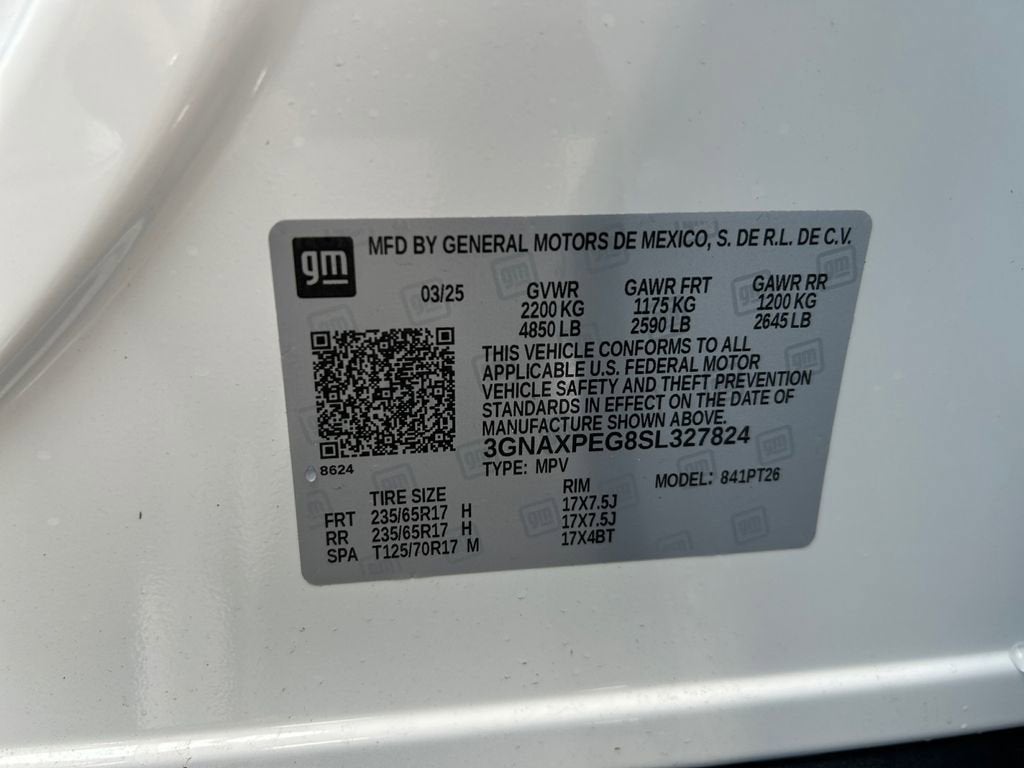 gm MFD BY GENERAL MOTORS DE MEXICO, S. DE R.L. DE C.V.
03/25 GVWR GAWR FRT GAWR RR
2200 KG 1175 KG 1200 KG
4850 LB 2590 LB 2645 LB
THIS VEHICLE CONFORMS TO ALL
APPLICABLE U.S. FEDERAL MOTOR
VEHICLE SAFETY AND THEFT PREVENTION
STANDARDS IN EFFECT ON THE DATE OF
MANUFACTURE SHOWN ABOVE.
3GNAXPEG8SL327824
8624 TYPE: MPV MODEL: 841PT26
TIRE SIZE RIM
FRT 235/65R17 H 17X7.5J
RR 235/65R17 H 17X7.5J
SPA T125/70R17 M 17X4BT